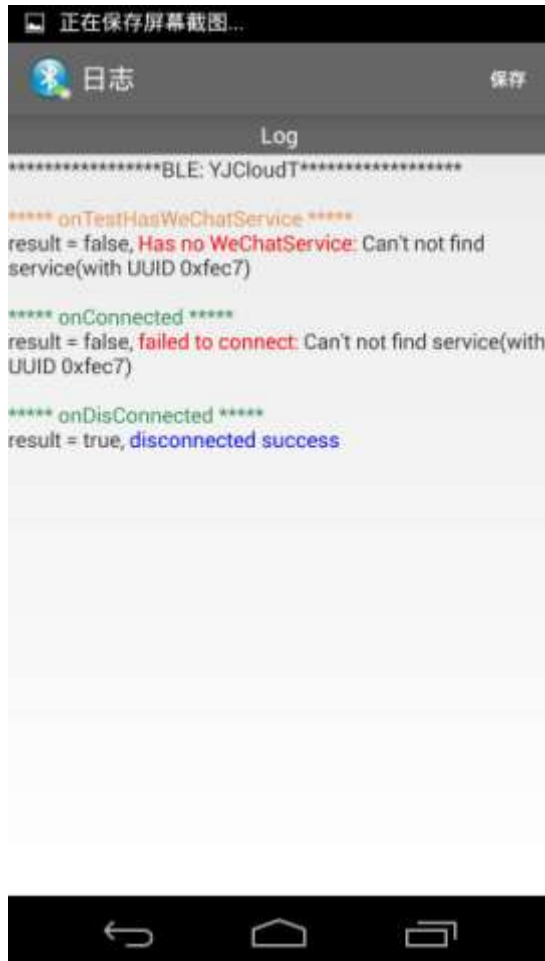 正在保存屏幕截图...
日志
保存
Log
*****************BLE: YJCloudT******************
***** onTestHasWeChatService *****
result = false, Has no WeChatService: Can't not find
service(with UUID 0xfec7)
***** onConnected *****
result = false, failed to connect: Can't not find service(with
UUID 0xfec7)
***** onDisConnected *****
result = true, disconnected success